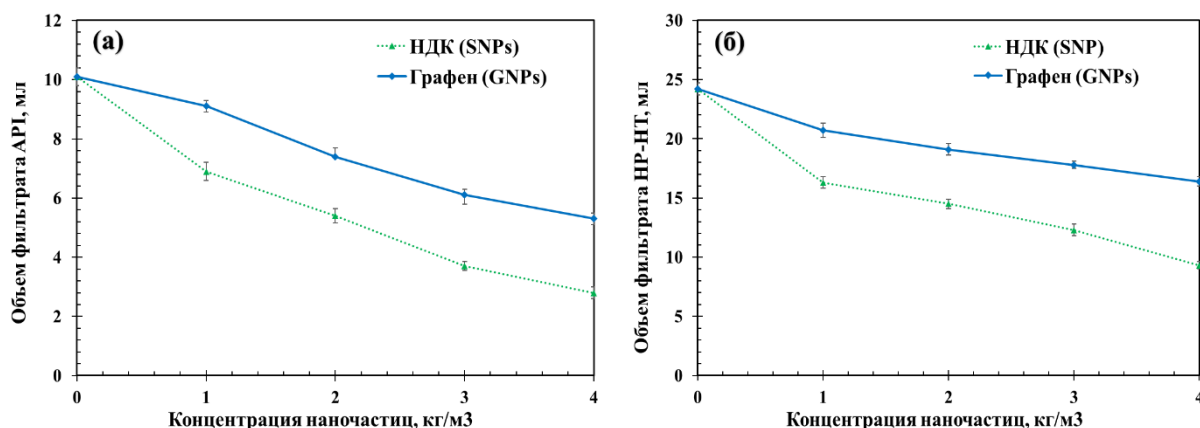 (а)
НДК (SNPs)
Графен (GNPs)
Объем фильтрата API, мл
12
10
8
6
4
2
0
0 1 2 3 4
Концентрация наночастиц, кг/м3
(б)
НДК (SNP)
Графен (GNPs)
Объем фильтрата HP-HT, мл
30
25
20
15
10
5
0
0 1 2 3 4
Концентрация наночастиц, кг/м3